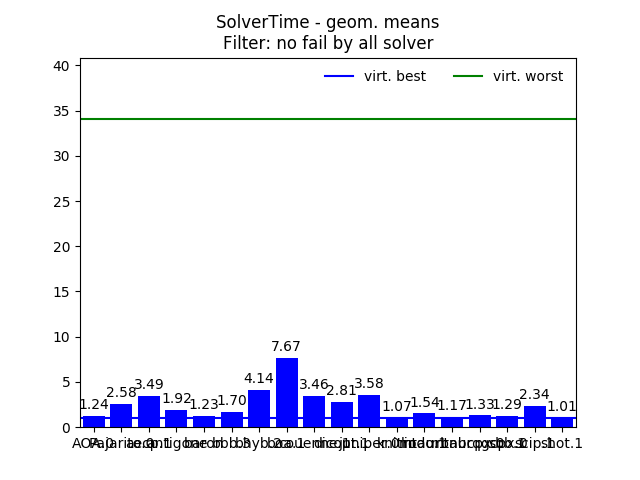 SolverTime - geom. means
Filter: no fail by all solver
virt. best
virt. worst
40
35
30
25
20
15
10
5
0
1.24 2.58 3.49 1.92 1.23 1.70 4.14 7.67 3.46 2.81 3.58 1.07 1.54 1.17 1.33 1.29 2.34 1.01